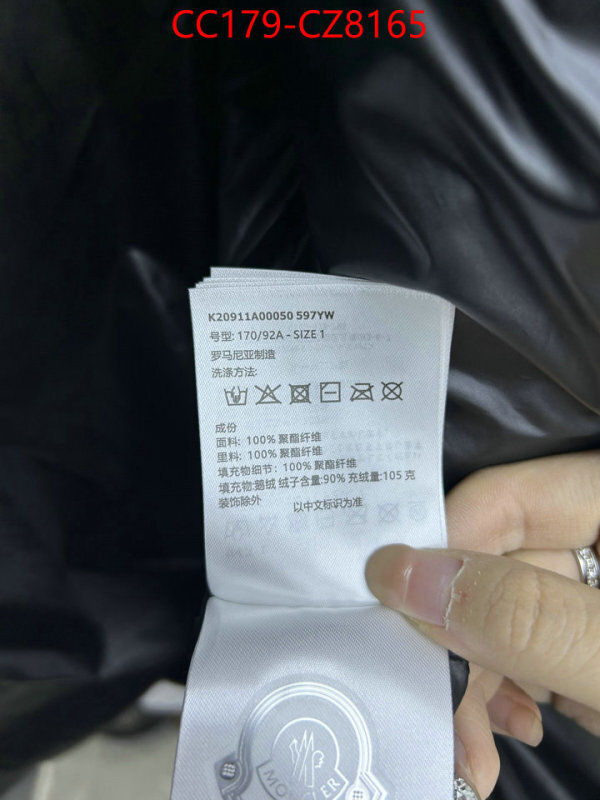 CC179-CZ8165
K20911A00050 597YW
号型: 170/92A - SIZE 1
罗马尼亚制造
洗涤方法:
成份
面料: 100% 聚酯纤维
里料: 100% 聚酯纤维
填充物细节: 100% 聚酯纤维
填充物:鹅绒 绒子含量:90% 充绒量:105 克
装饰除外
以中文标识为准
MONCLER